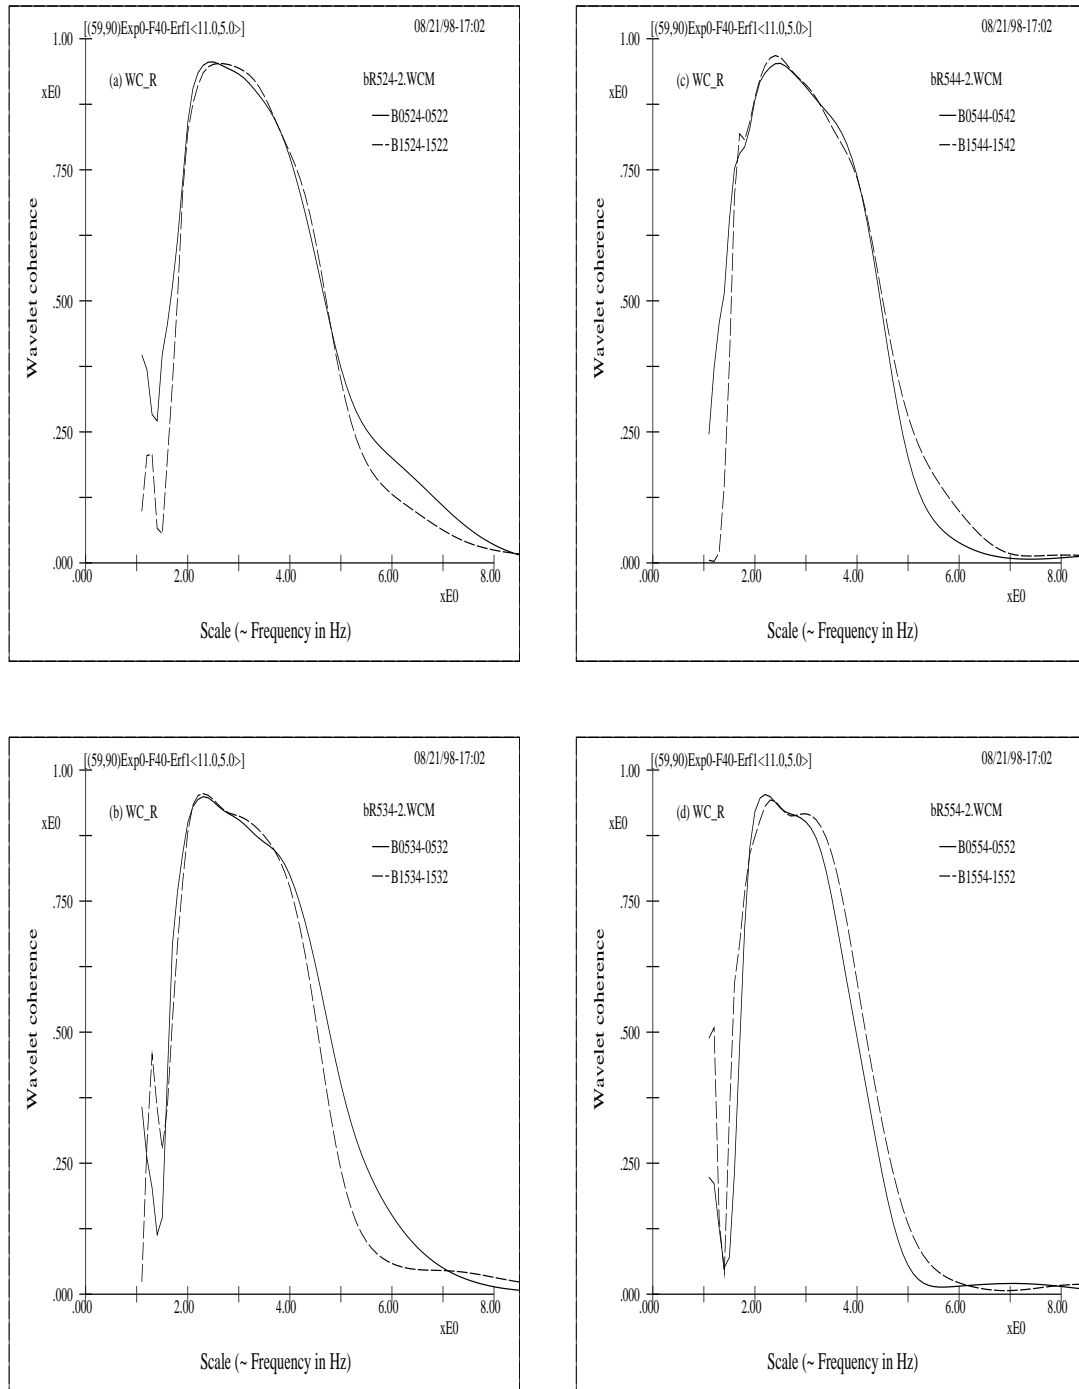 [(59,90)Exp0-F40-Erf1<11.0,5.0>] 08/21/98-17:02
1.00
xE0
(a) WC_R
bR524-2.WCM
B0524-0522
B1524-1522
.750
.500
.250
.000
Wavelet coherence
.000 2.00 4.00 6.00 8.00
xE0
Scale (~ Frequency in Hz)
[(59,90)Exp0-F40-Erf1<11.0,5.0>] 08/21/98-17:02
1.00
xE0
(c) WC_R
bR544-2.WCM
B0544-0542
B1544-1542
.750
.500
.250
.000
Wavelet coherence
.000 2.00 4.00 6.00 8.00
xE0
Scale (~ Frequency in Hz)
[(59,90)Exp0-F40-Erf1<11.0,5.0>] 08/21/98-17:02
1.00
xE0
(b) WC_R
bR534-2.WCM
B0534-0532
B1534-1532
.750
.500
.250
.000
Wavelet coherence
.000 2.00 4.00 6.00 8.00
xE0
Scale (~ Frequency in Hz)
[(59,90)Exp0-F40-Erf1<11.0,5.0>] 08/21/98-17:02
1.00
xE0
(d) WC_R
bR554-2.WCM
B0554-0552
B1554-1552
.750
.500
.250
.000
Wavelet coherence
.000 2.00 4.00 6.00 8.00
xE0
Scale (~ Frequency in Hz)